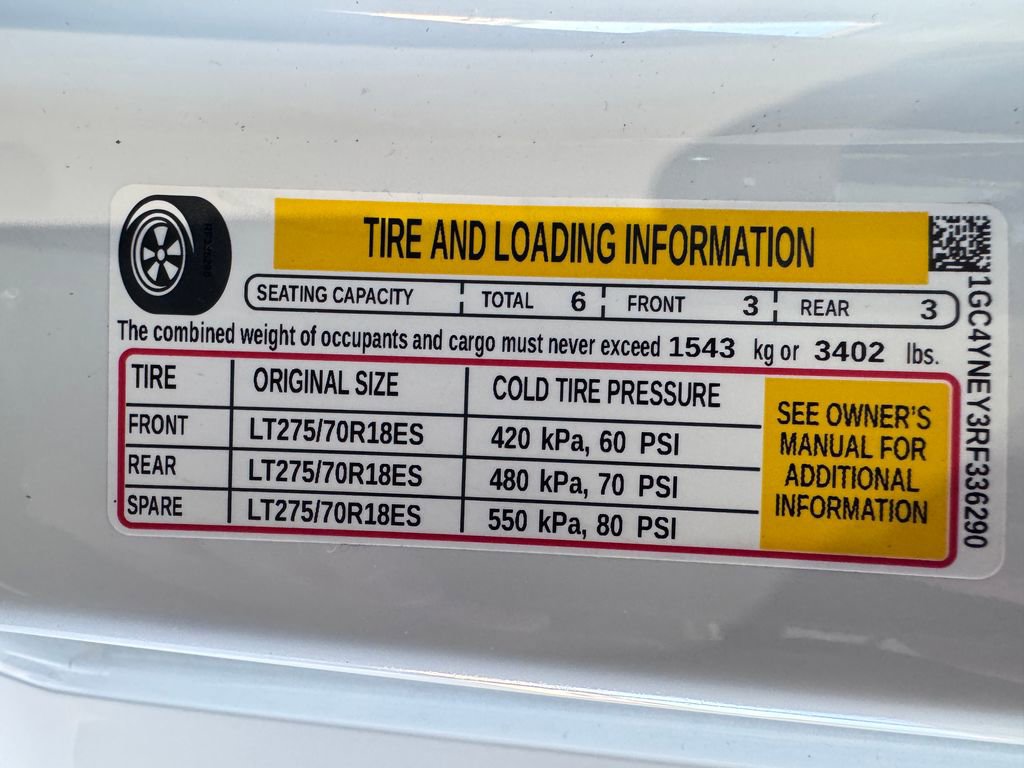 TIRE AND LOADING INFORMATION
SEATING CAPACITY TOTAL 6 FRONT 3 REAR 3
The combined weight of occupants and cargo must never exceed 1543 kg or 3402 lbs.
TIRE ORIGINAL SIZE COLD TIRE PRESSURE
FRONT LT275/70R18ES 420 kPa, 60 PSI
REAR LT275/70R18ES 480 kPa, 70 PSI
SPARE LT275/70R18ES 550 kPa, 80 PSI
SEE OWNER'S
MANUAL FOR
ADDITIONAL
INFORMATION
1GC4YNEY3RF336290